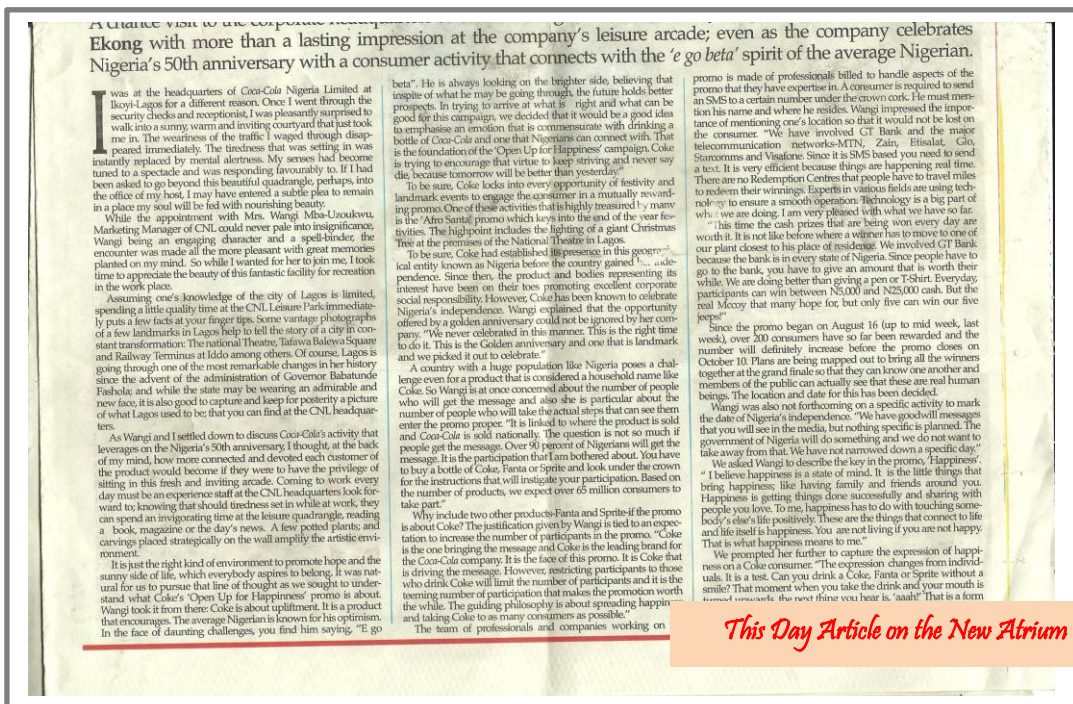 Ekong with more than a lasting impression at the company's leisure arcade; even as the company celebrates
Nigeria's 50th anniversary with a consumer activity that connects with the 'e go beta' spirit of the average Nigerian.
I was at the headquarters of Coca-Cola Nigeria Limited at
Ikoyi-Lagos for a different reason. Once I went through the
security checks and receptionist, I was pleasantly surprised to
walk into a sunny, warm and inviting courtyard that just took
me in. The weariness of the traffic I waged through disap-
peared immediately. The tiredness that was setting in was
instantly replaced by mental alertness. My senses had become
tuned to a spectacle and was responding favourably to. If I had
been asked to go beyond this beautiful quadrangle, perhaps, into
the office of my host, I may have entered a subtle plea to remain
in a place my soul will be fed with nourishing beauty.
While the appointment with Mrs. Wangi Mba-Uzoukwu,
Marketing Manager of CNL could never pale into insignificance,
Wangi being an engaging character and a spell-binder, the
encounter was made all the more pleasant with great memories
planted on my mind. So while I wanted for her to join me, I took
time to appreciate the beauty of this fantastic facility for recreation
in the work place.
Assuming one's knowledge of the city of Lagos is limited,
spending a little quality time at the CNL Leisure Park immediate-
ly puts a few facts at your finger tips. Some vantage photographs
of a few landmarks in Lagos help to tell the story of a city in con-
stant transformation: The national Theatre, Tafawa Balewa Square
and Railway Terminus at Iddo among others. Of course, Lagos is
going through one of the most remarkable changes in her history
since the advent of the administration of Governor Babatunde
Fashola; and while the state may be wearing an admirable and
new face, it is also good to capture and keep for posterity a picture
of what Lagos used to be; that you can find at the CNL headquar-
ters.
As Wangi and I settled down to discuss Coca-Cola's activity that
leverages on the Nigeria's 50th anniversary, I thought, at the back
of my mind, how more connected and devoted each customer of
the product would become if they were to have the privilege of
sitting in this fresh and inviting arcade. Coming to work every
day must be an experience staff at the CNL headquarters look for-
ward to; knowing that should tiredness set in while at work, they
can spend an invigorating time at the leisure quadrangle, reading
a book, magazine or the day's news. A few potted plants; and
carvings placed strategically on the wall amplify the artistic envi-
ronment.
It is just the right kind of environment to promote hope and the
sunny side of life, which everybody aspires to belong. It was nat-
ural for us to pursue that line of thought as we sought to under-
stand what Coke's 'Open Up for Happinness' promo is about.
Wangi took it from there: Coke is about upliftment. It is a product
that encourages. The average Nigerian is known for his optimism.
In the face of daunting challenges, you find him saying, "E go
beta". He is always looking on the brighter side, believing that
inspite of what he may be going through, the future holds better
prospects. In trying to arrive at what is right and what can be
good for this campaign, we decided that it would be a good idea
to emphasise an emotion that is commensurate with drinking a
bottle of Coka-Cola and one that Nigerians can connect with. That
is the foundation of the 'Open Up for Happiness' campaign. Coke
is trying to encourage that virtue to keep striving and never say
die, because tomorrow will be better than yesterday."
To be sure, Coke locks into every opportunity of festivity and
landmark events to engage the consumer in a mutually reward-
ing promo. One of these activities that is highly treasured by many
is the 'Afro Santa' promo which keys into the end of the year fes-
tivities. The highpoint includes the lighting of a giant Christmas
Tree at the premises of the National Theatre in Lagos.
To be sure, Coke had established its presence in this geograph-
ical entity known as Nigeria before the country gained inde-
pendence. Since then, the product and bodies representing its
interest have been on their toes promoting excellent corporate
social responsibility. However, Coke has been known to celebrate
Nigeria's independence. Wangi explained that the opportunity
offered by a golden anniversary could not be ignored by her com-
pany. "We never celebrated in this manner. This is the right time
to do it. This is the Golden anniversary and one that is landmark
and we picked it out to celebrate."
A country with a huge population like Nigeria poses a chal-
lenge even for a product that is considered a household name like
Coke. So Wangi is at once concerned about the number of people
who will get the message and also she is particular about the
number of people who will take the actual steps that can see them
enter the promo proper. "It is linked to where the product is sold
and Coca-Cola is sold nationally. The question is not so much if
people get the message. Over 90 percent of Nigerians will get the
message. It is the participation that I am bothered about. You have
to buy a bottle of Coke, Fanta or Sprite and look under the crown
for the instructions that will instigate your participation. Based on
the number of products, we expect over 65 million consumers to
take part."
Why include two other products-Fanta and Sprite-if the promo
is about Coke? The justification given by Wangi is tied to an expec-
tation to increase the number of participants in the promo. "Coke
is the one bringing the message and Coke is the leading brand for
the Coca-Cola company. It is the face of this promo. It is Coke that
is driving the message. However, restricting participants to those
who drink Coke will limit the number of participants and it is the
teeming number of participation that makes the promotion worth
the while. The guiding philosophy is about spreading happiness
and taking Coke to as many consumers as possible."
The team of professionals and companies working on
promo is made of professionals billed to handle aspects of the
promo that they have expertise in. A consumer is required to send
an SMS to a certain number under the crown cork. He must men-
tion his name and where he resides. Wangi impressed the impor-
tance of mentioning one's location so that it would not be lost on
the consumer. "We have involved GT Bank and the major
telecommunication networks-MTN, Zain, Etisalat, Glo,
Starcomms and Visafone. Since it is SMS based you need to send
a text. It is very efficient because things are happening real time.
There are no Redemption Centres that people have to travel miles
to redeem their winnings. Experts in various fields are using tech-
nology to ensure a smooth operation. Technology is a big part of
what we are doing. I am very pleased with what we have so far.
"This time the cash prizes that are being won every day are
worth it. It is not like before where a winner has to move to one of
our plant closest to his place of residence. We involved GT Bank
because the bank is in every state of Nigeria. Since people have to
go to the bank, you have to give an amount that is worth their
while. We are doing better than giving a pen or T-Shirt. Everyday,
participants can win between N5,000 and N25,000 cash. But the
real Mccoy that many hope for, but only five can win our five
jeeps!"
Since the promo began on August 16 (up to mid week, last
week), over 200 consumers have so far been rewarded and the
number will definitely increase before the promo closes on
October 10. Plans are being mapped out to bring all the winners
together at the grand finale so that they can know one another and
members of the public can actually see that these are real human
beings. The location and date for this has been decided.
Wangi was also not forthcoming on a specific activity to mark
the date of Nigeria's independence. "We have goodwill messages
that you will see in the media, but nothing specific is planned. The
government of Nigeria will do something and we do not want to
take away from that. We have not narrowed down a specific day."
We asked Wangi to describe the key in the promo, 'Happiness'.
" I believe happiness is a state of mind. It is the little things that
bring happiness; like having family and friends around you.
Happiness is getting things done successfully and sharing with
people you love. To me, happiness has to do with touching some-
body's else's life positively. These are the things that connect to life
and life itself is happiness. You are not living if you are not happy.
That is what happiness means to me."
We prompted her further to capture the expression of happi-
ness on a Coke consumer. "The expression changes from individ-
uals. It is a test. Can you drink a Coke, Fanta or Sprite without a
smile? That moment when you take the drink and your mouth is
turned upwards, the next thing you hear is, 'aaah!' That is a form
This Day Article on the New Atrium